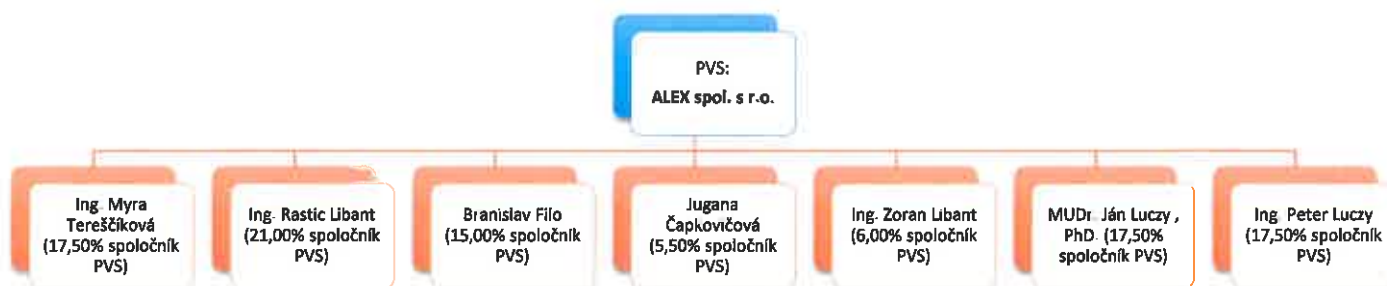 PVS:
ALEX spol. s r.o.
Ing. Myra
Tereščíková
(17,50% spoločník
PVS)
Ing. Rastic Libant
(21,00% spoločník
PVS)
Branislav Filo
(15,00% spoločník
PVS)
Jugana
Čapkovičová
(5,50% spoločník
PVS)
Ing. Zoran Libant
(6,00% spoločník
PVS)
MUDr. Ján Luczy ,
PhD. (17,50%
spoločník PVS)
Ing. Peter Luczy
(17,50% spoločník
PVS)